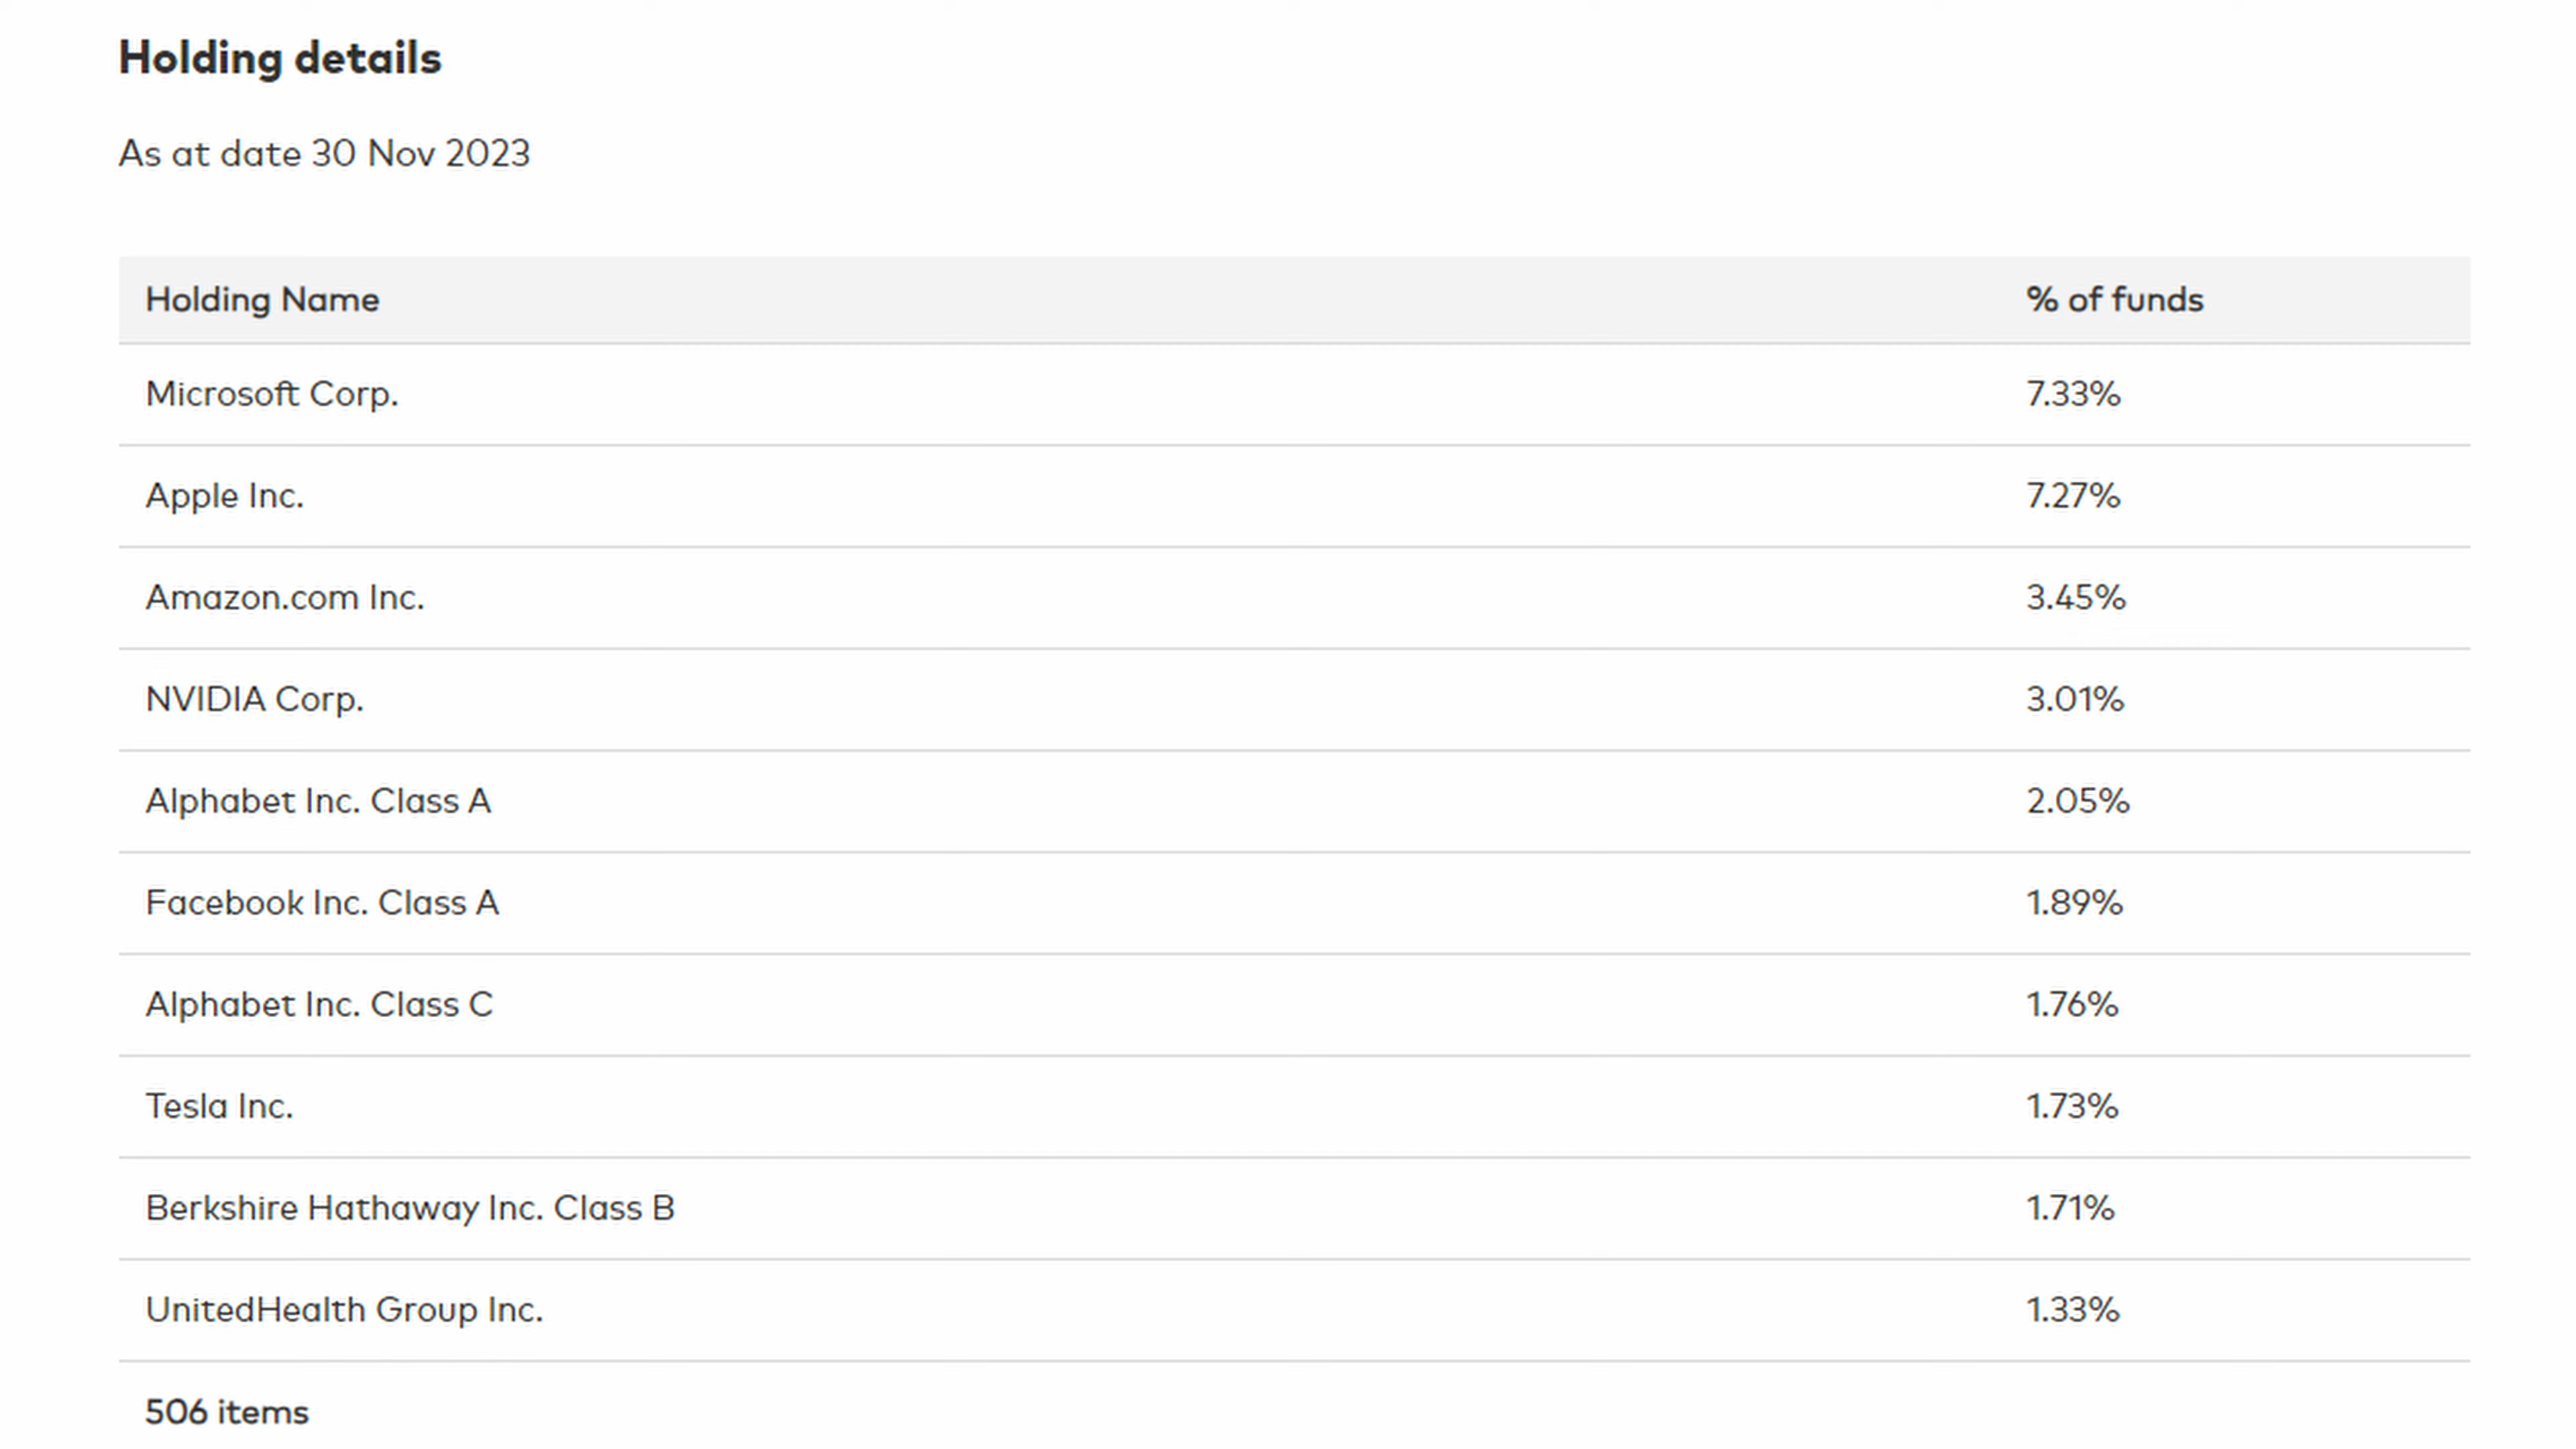 Holding details
As at date 30 Nov 2023
Holding Name % of funds
Microsoft Corp. 7.33%
Apple Inc. 7.27%
Amazon.com Inc. 3.45%
NVIDIA Corp. 3.01%
Alphabet Inc. Class A 2.05%
Facebook Inc. Class A 1.89%
Alphabet Inc. Class C 1.76%
Tesla Inc. 1.73%
Berkshire Hathaway Inc. Class B 1.71%
UnitedHealth Group Inc. 1.33%
506 items